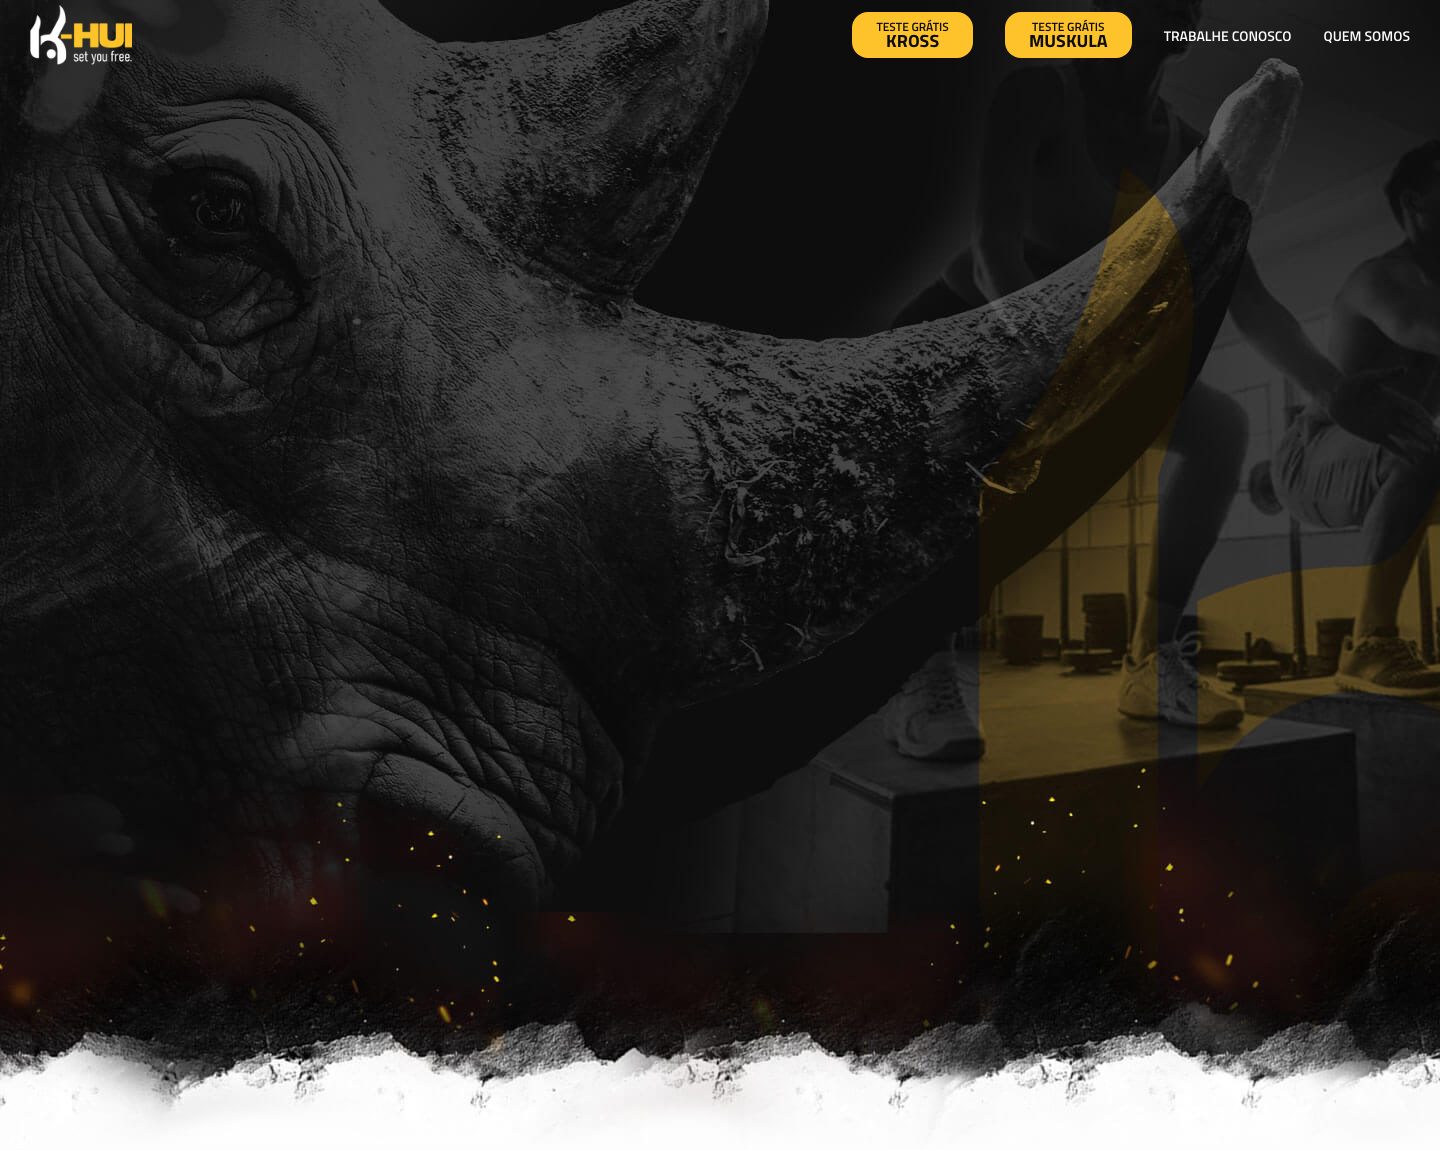 K-HUI
set you free.
TESTE GRÁTIS
KROSS
TESTE GRÁTIS
MUSKULA
TRABALHE CONOSCO
QUEM SOMOS